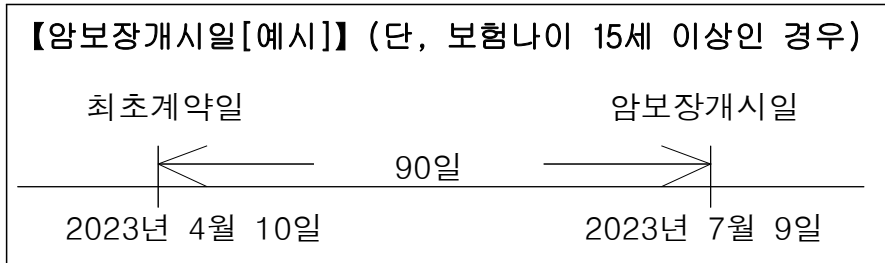 【암보장개시일[예시]】(단, 보험나이 15세 이상인 경우)
최초계약일 암보장개시일
90일
2023년 4월 10일 2023년 7월 9일